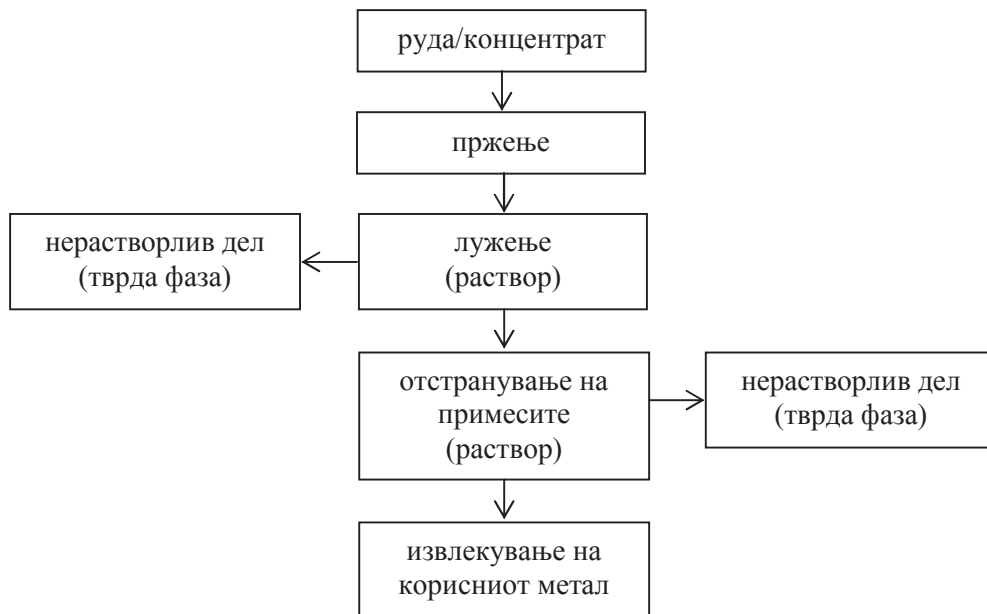 руда/концентрат
пржење
нерастворлив дел
(тврда фаза)
лужење
(раствор)
отстранување на
примесите
(раствор)
нерастворлив дел
(тврда фаза)
извлекување на
корисниот метал